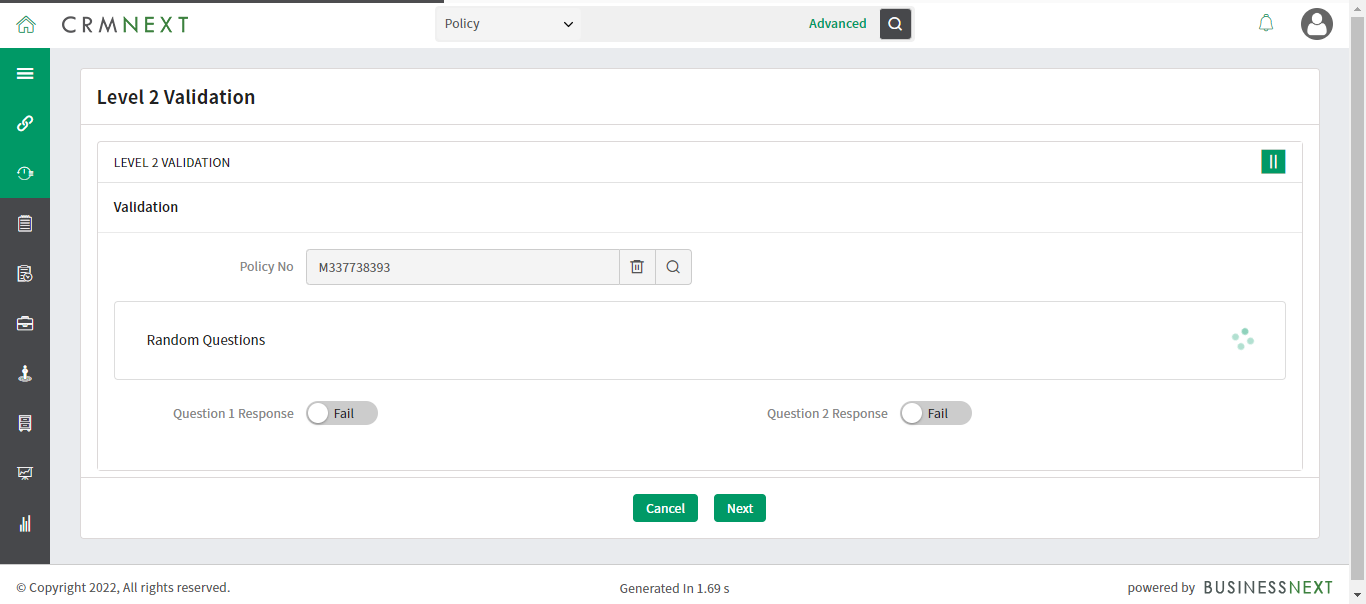 CRMNEXT
Policy
Advanced
Level 2 Validation
LEVEL 2 VALIDATION
Validation
Policy No
M337738393
Random Questions
Question 1 Response
Fail
Question 2 Response
Fail
Cancel
Next
© Copyright 2022, All rights reserved.
Generated In 1.69 s
powered by BUSINESSNEXT